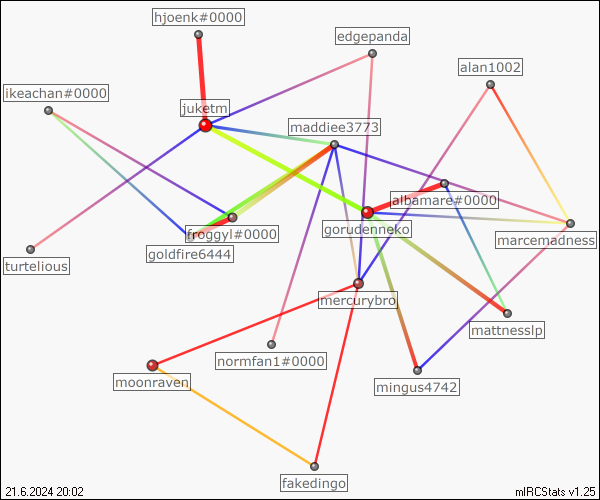 hjoenk#0000
edgepanda
alan1002
ikeachan#0000
juketm
maddiee3773
albamare#0000
gorudenneko
froggyl#0000
marcemadness
goldfire6444
turtelious
mercurybro
mattnesslp
normfan1#0000
moonraven
mingus4742
fakedingo
21.6.2024 20:02
mIRCStats v1.25